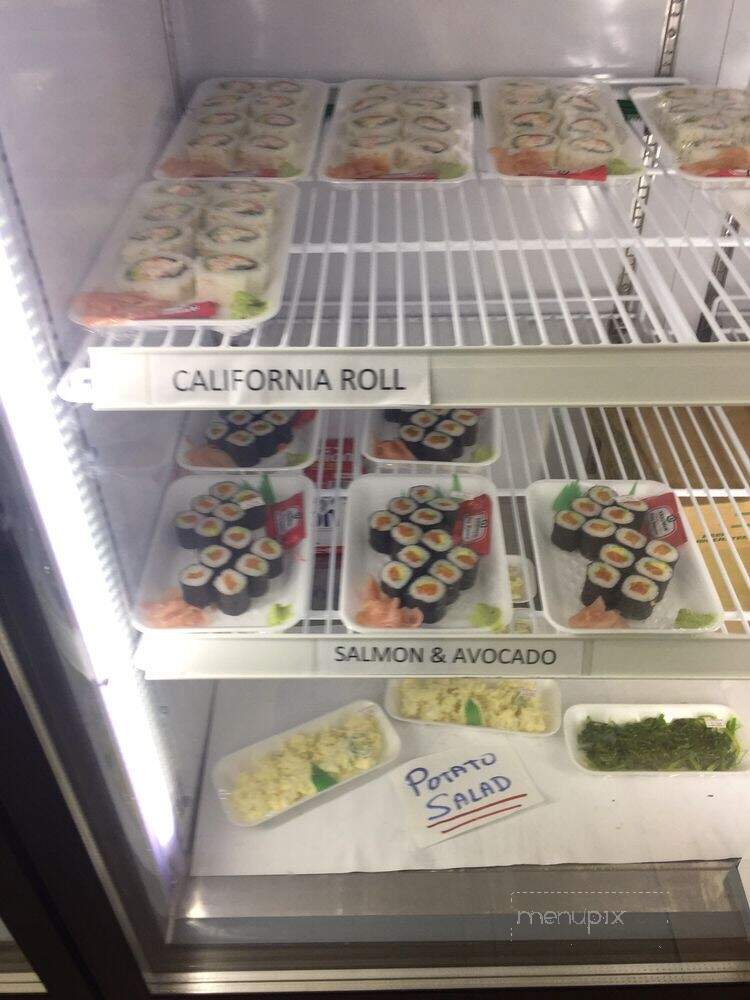 CALIFORNIA ROLL
SALMON & AVOCADO
POTATO
SALAD
menupix